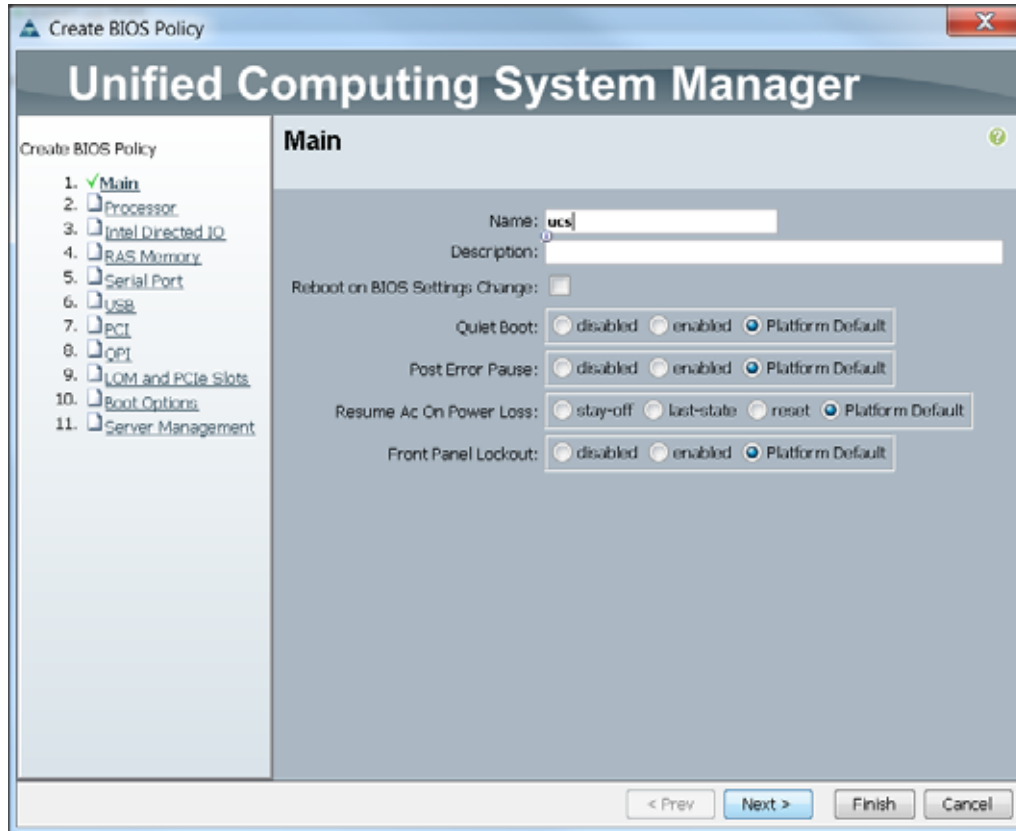 Create BIOS Policy
X
Unified Computing System Manager
Create BIOS Policy
1. Main
2. Processor
3. Intel Directed IO
4. RAS Memory
5. Serial Port
6. USB
7. PCI
8. QPI
9. LOM and PCIe Slots
10. Boot Options
11. Server Management
Main
?
Name: ucs
Description:
Reboot on BIOS Settings Change:
Quiet Boot: disabled enabled Platform Default
Post Error Pause: disabled enabled Platform Default
Resume Ac On Power Loss: stay-off last-state reset Platform Default
Front Panel Lockout: disabled enabled Platform Default
< Prev Next > Finish Cancel